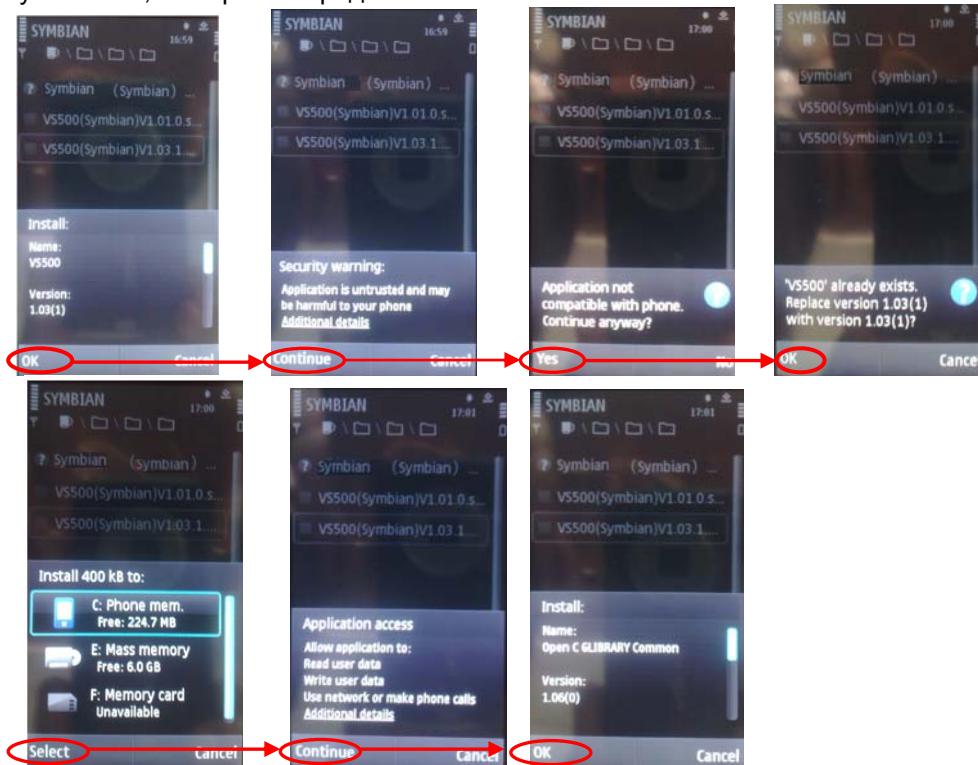 SYMBIAN
16:59
? Symbian (Symbian) ...
VS500(Symbian)V1.01.0.s...
VS500(Symbian)V1.03.1....
Install:
Name:
VS500
Version:
1.03(1)
OK Cancel
SYMBIAN
16:59
? Symbian (Symbian) ...
VS500(Symbian)V1.01.0.s...
VS500(Symbian)V1.03.1....
Security warning:
Application is untrusted and may
be harmful to your phone
Additional details
Continue Cancel
SYMBIAN
17:00
? Symbian (Symbian) ...
VS500(Symbian)V1.01.0.s...
VS500(Symbian)V1.03.1....
Application not
compatible with phone.
Continue anyway?
Yes No
SYMBIAN
17:00
Symbian (Symbian) ...
VS500(Symbian)V1.01.0.s...
VS500(Symbian)V1.03.1....
'VS500' already exists.
Replace version 1.03(1)
with version 1.03(1)?
OK Cance
SYMBIAN
17:00
? Symbian (Symbian) ...
VS500(Symbian)V1.01.0.s...
VS500(Symbian)V1.03.1....
Install 400 kB to:
C: Phone mem.
Free: 224.7 MB
E: Mass memory
Free: 6.0 GB
F: Memory card
Unavailable
Select Cancel
SYMBIAN
17:01
? Symbian (Symbian) ...
VS500(Symbian)V1.01.0.s...
VS500(Symbian)V1.03.1....
Application access
Allow application to:
Read user data
Write user data
Use network or make phone calls
Additional details
Continue Cancel
SYMBIAN
17:01
? Symbian (Symbian) ...
VS500(Symbian)V1.01.0.s...
VS500(Symbian)V1.03.1....
Install:
Name:
Open C GLIBRARY Common
Version:
1.06(0)
OK Cancel